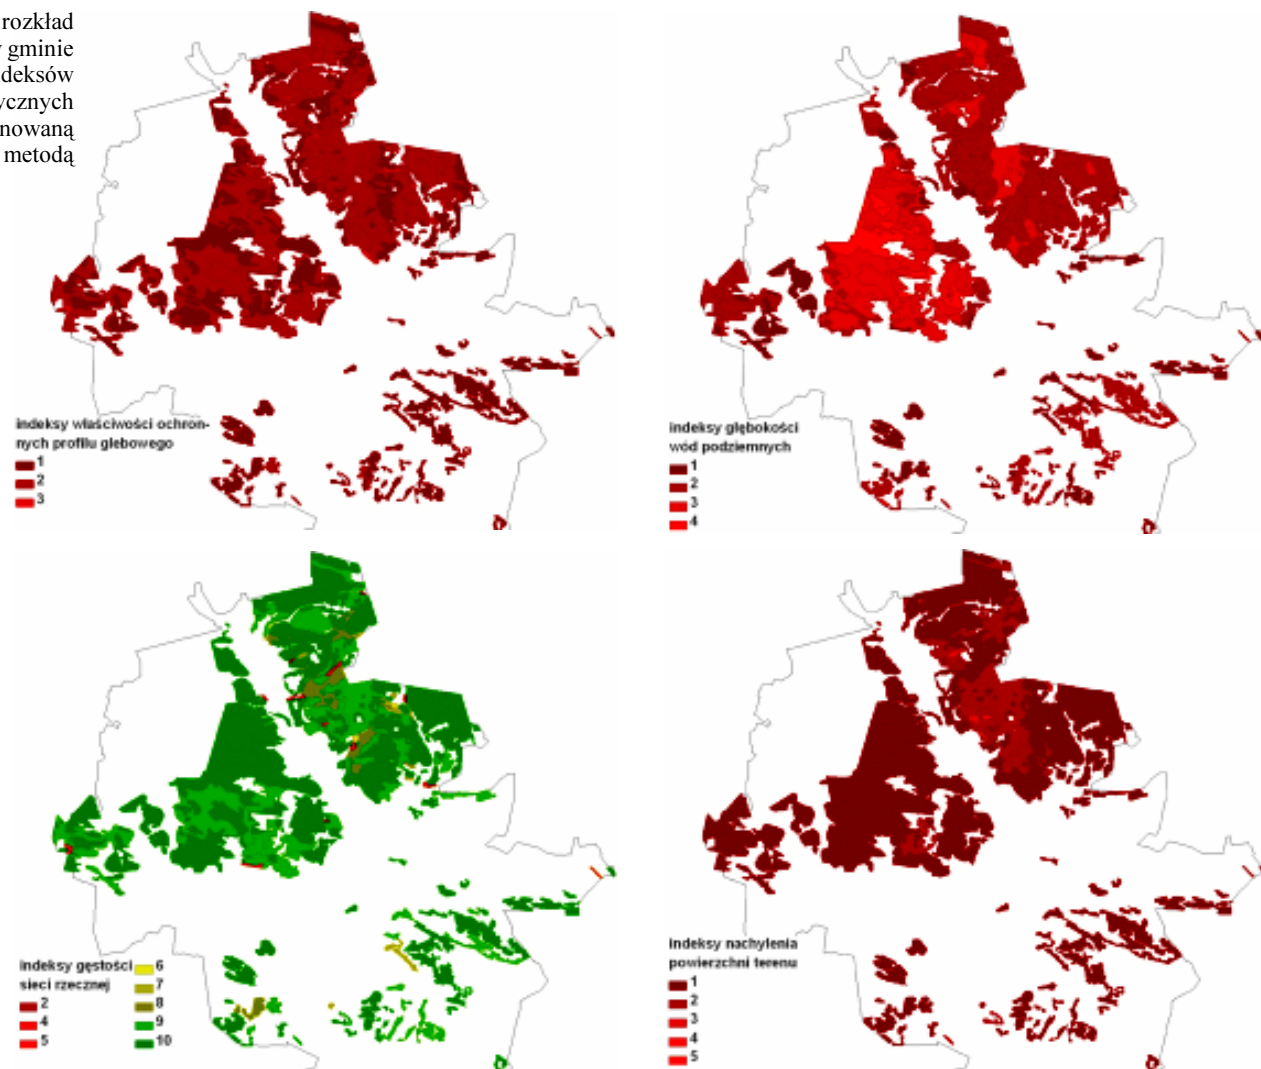 rozkład
gminie
deksów
ycznych
nowaną
metodą
indeksy właściwości ochron-
nych profilu glebowego
1
2
3
indeksy głębokości
wód podziemnych
1
2
3
4
indeksy gęstości
sieci rzecznej
2
4
5
6
7
8
9
10
indeksy nachylenia
powierzchni terenu
1
2
3
4
5